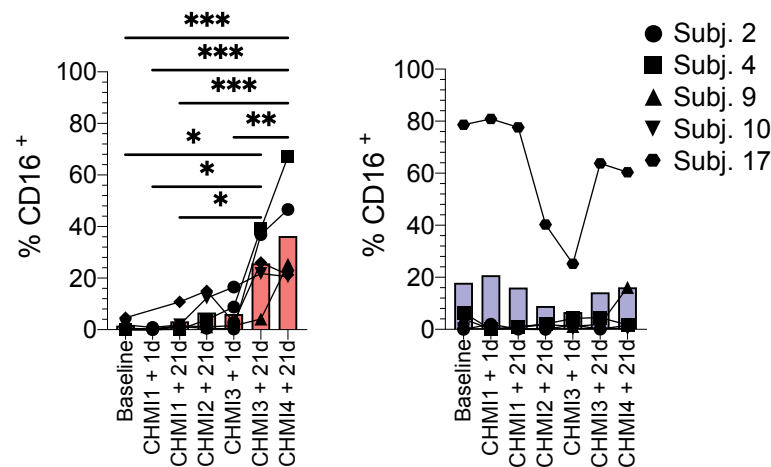 ***
***
***
**
*
*
*
% CD16 +
100
80
60
40
20
0
Baseline
CHMI1 + 1d
CHMI1 + 21d
CHMI2 + 21d
CHMI3 + 1d
CHMI3 + 21d
CHMI4 + 21d
% CD16 +
100
80
60
40
20
0
Baseline
CHMI1 + 1d
CHMI1 + 21d
CHMI2 + 21d
CHMI3 + 1d
CHMI3 + 21d
CHMI4 + 21d
Subj. 2
Subj. 4
Subj. 9
Subj. 10
Subj. 17